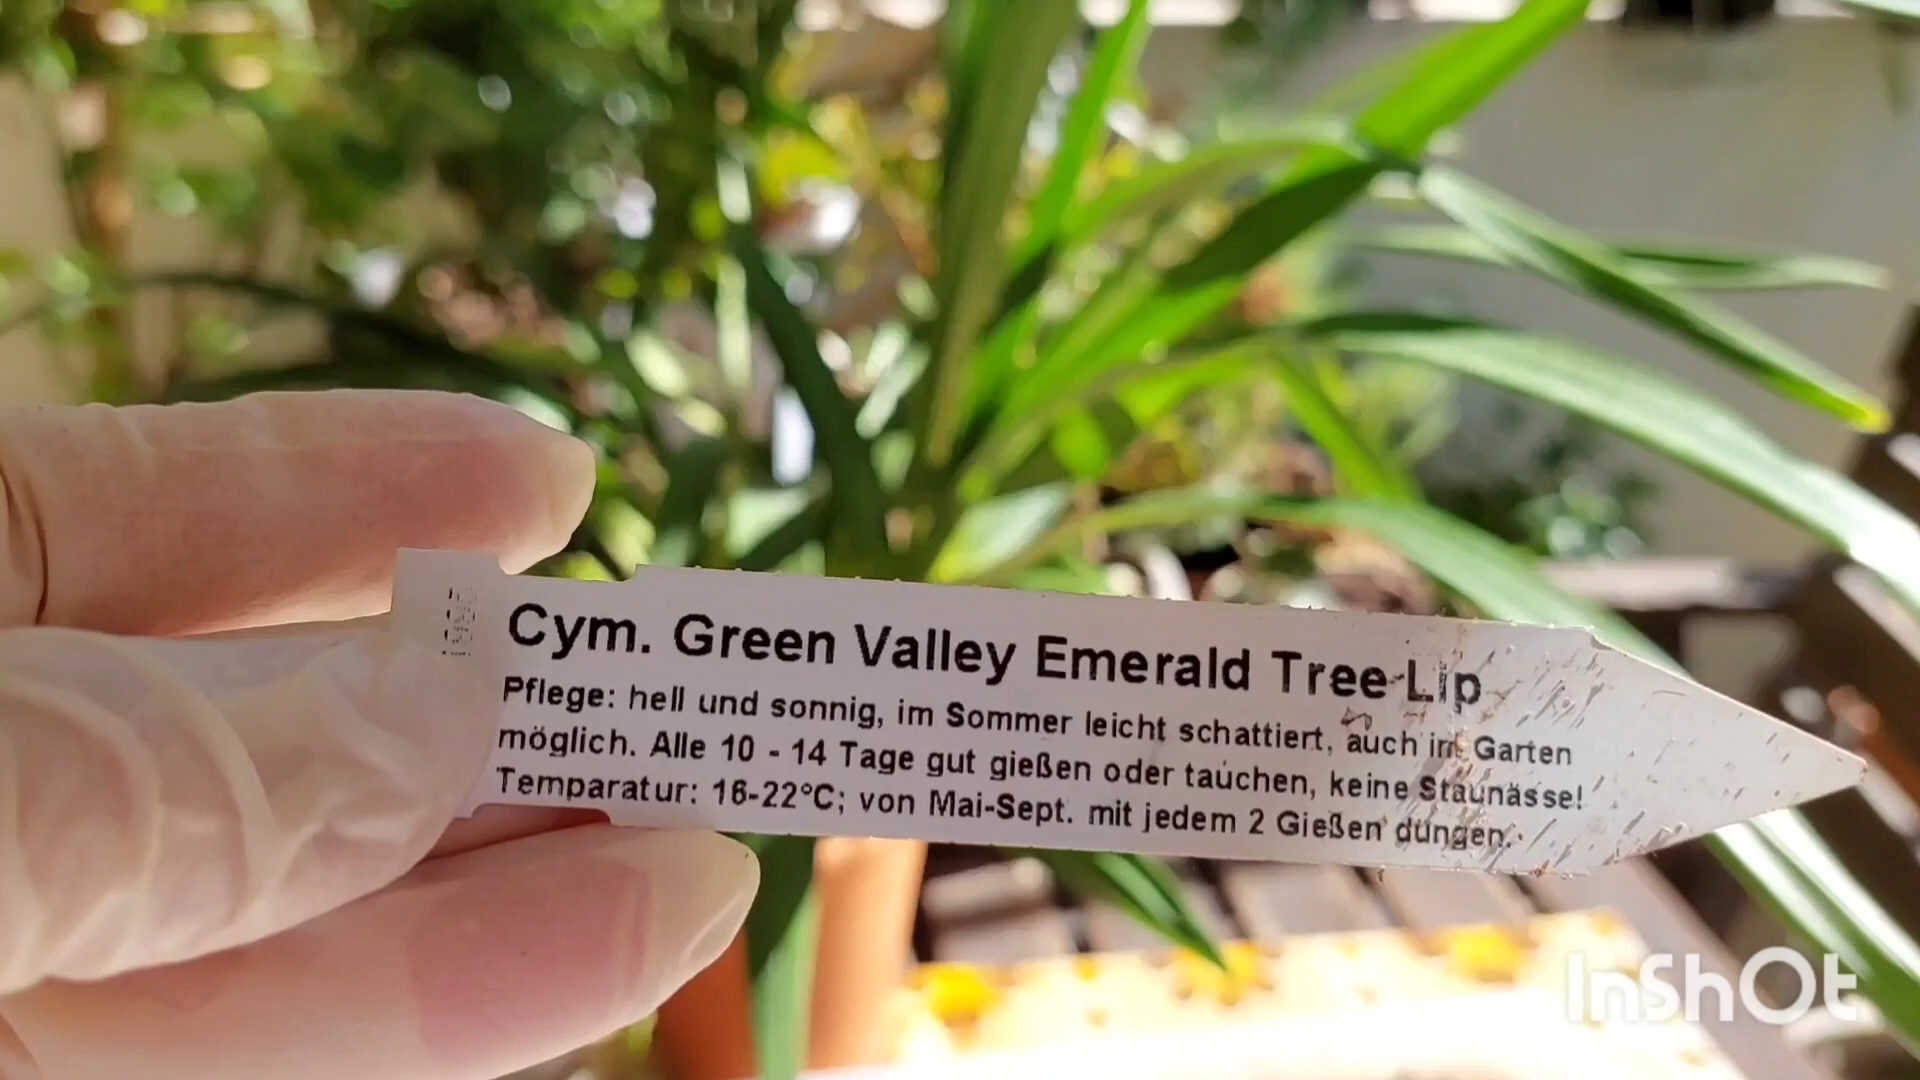 Cym. Green Valley Emerald Tree Lip
Pflege: hell und sonnig, im Sommer leicht schattiert, auch im Garten
möglich. Alle 10 - 14 Tage gut gießen oder tauchen, keine Staunässe!
Temparatur: 16-22°C; von Mai-Sept. mit jedem 2 Gießen düngen.
InShOt